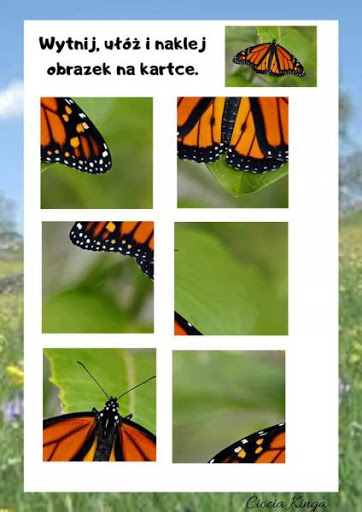 Wytnij, ułóż i naklej
obrazek na kartce.
Ciocia Kinga